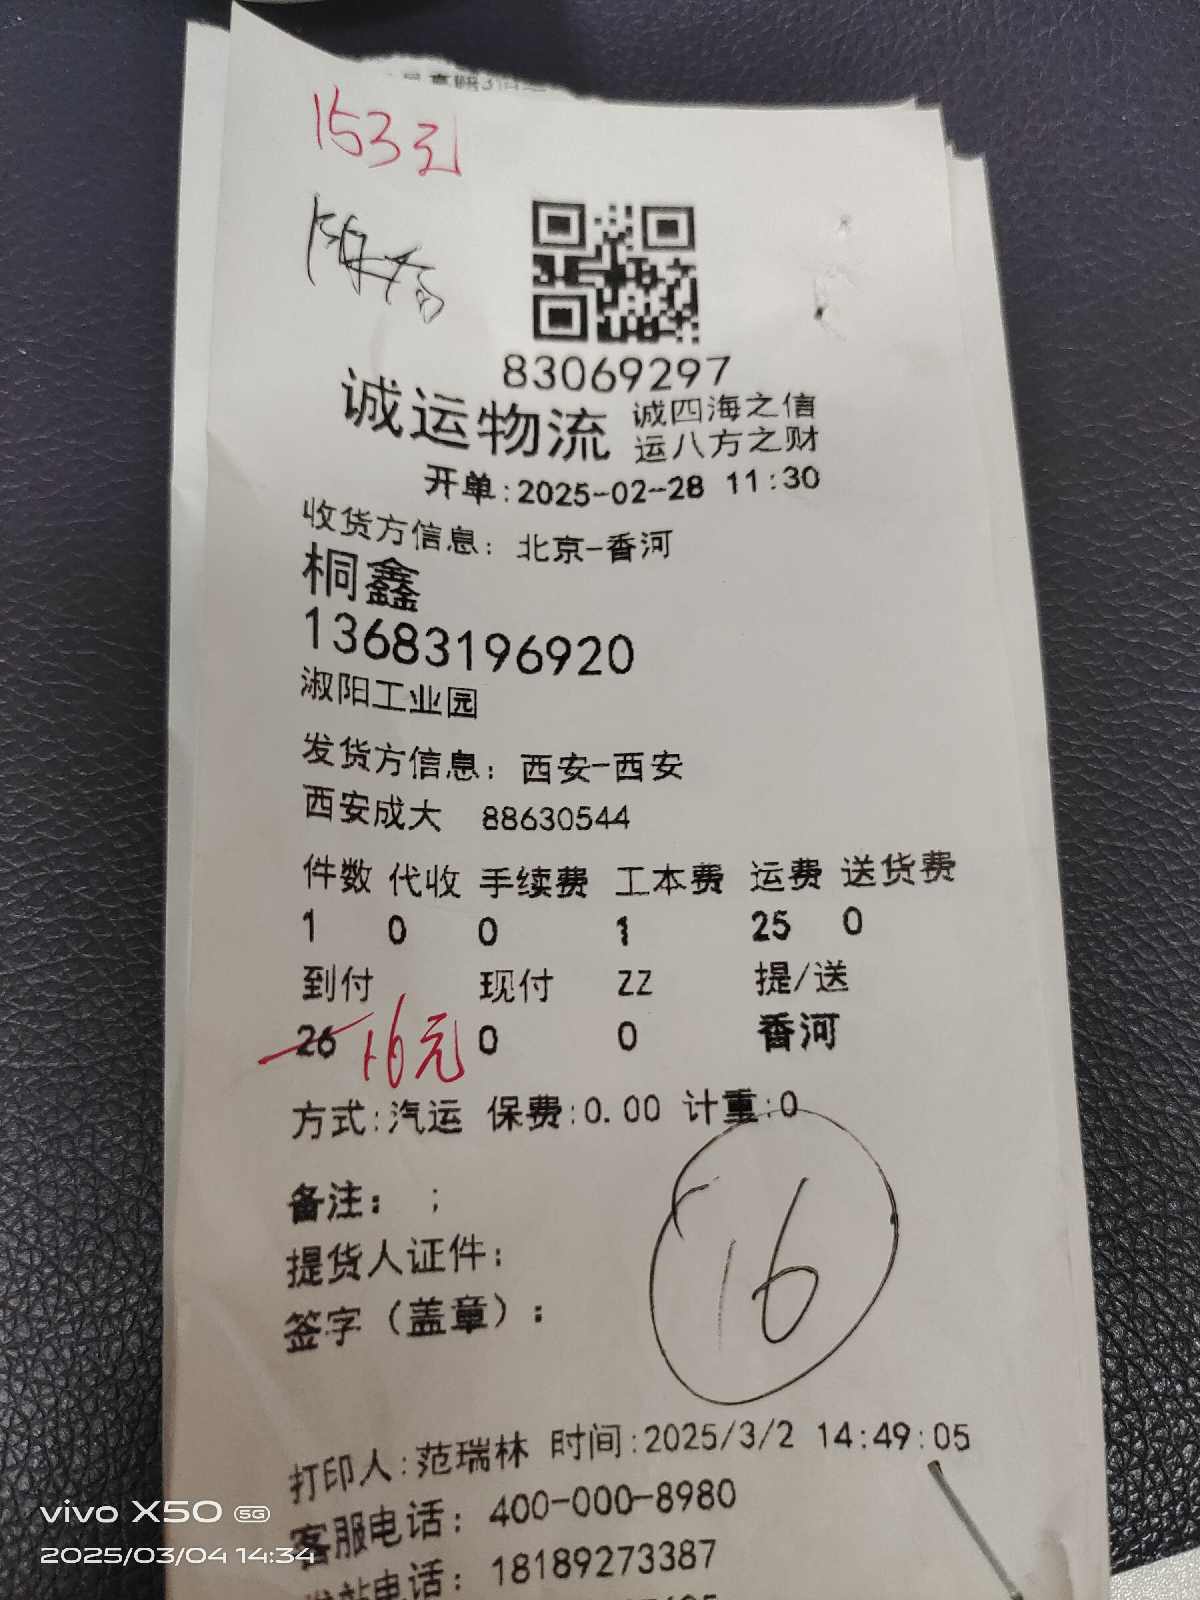 153元
83069297
诚运物流 诚四海之信
运八方之财
开单:2025-02-28 11:30
收货方信息: 北京-香河
桐鑫
13683196920
淑阳工业园
发货方信息: 西安-西安
西安成大 88630544
件数 代收 手续费 工本费 运费 送货费
1 0 0 1 25 0
到付 现付 ZZ 提/送
26 16元 0 0 香河
方式:汽运 保费:0.00 计重:0
备注: ;
提货人证件:
签字(盖章):
16
打印人:范瑞林 时间:2025/3/2 14:49:05
客服电话: 400-000-8980
站电话: 18189273387
vivo X50 5G
2025/03/04 14:34